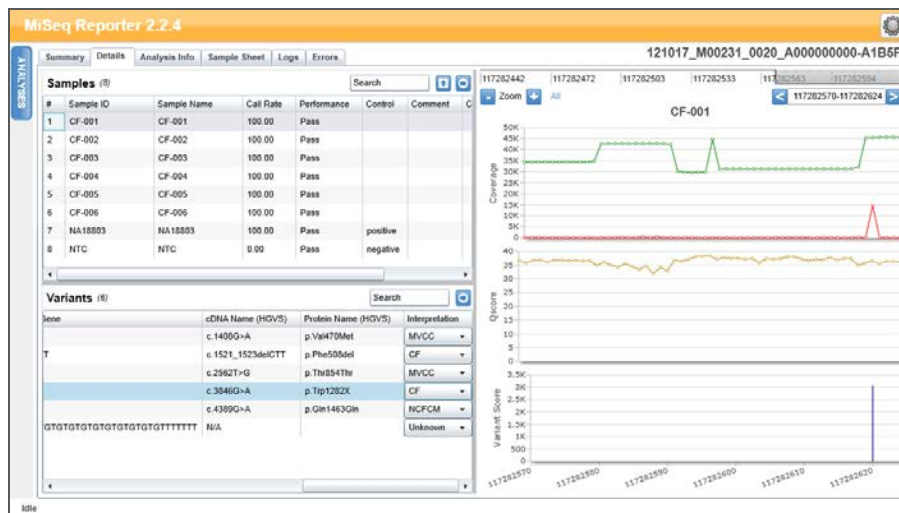 MiSeq Reporter 2.2.4
ANALYSES
Summary Details Analysis Info Sample Sheet Logs Errors
121017_M00231_0020_A000000000-A1B5F
Samples (8) Search
# Sample ID Sample Name Call Rate Performance Control Comment C
1 CF-001 CF-001 100.00 Pass
2 CF-002 CF-002 100.00 Pass
3 CF-003 CF-003 100.00 Pass
4 CF-004 CF-004 100.00 Pass
5 CF-005 CF-005 100.00 Pass
6 CF-006 CF-006 100.00 Pass
7 NA18803 NA18803 100.00 Pass positive
8 NTC NTC 0.00 Pass negative
Variants (6) Search
Gene cDNA Name (HGVS) Protein Name (HGVS) Interpretation
c.1408G>A p.Val470Met MVCC
T c.1521_1523delCTT p.Phe508del CF
c.2562T>G p.Thr854Thr MVCC
c.3846G>A p.Trp1282X CF
c.4389G>A p.Gln1463Gln NCFCM
GTGTGTGTGTGTGTGTGTGTTTTTTT N/A Unknown
Idle
117282442 117282472 117282503 117282533 117282563 117282594
- Zoom + All < 117282570-117282624 >
CF-001
Coverage
50K
45K
40K
35K
30K
25K
20K
15K
10K
5K
0
Qscore
40
35
30
25
20
15
10
5
0
Variant Score
3.5K
3K
2.5K
2K
1.5K
1K
500
0
117282570 117282580 117282590 117282600 117282610 117282620